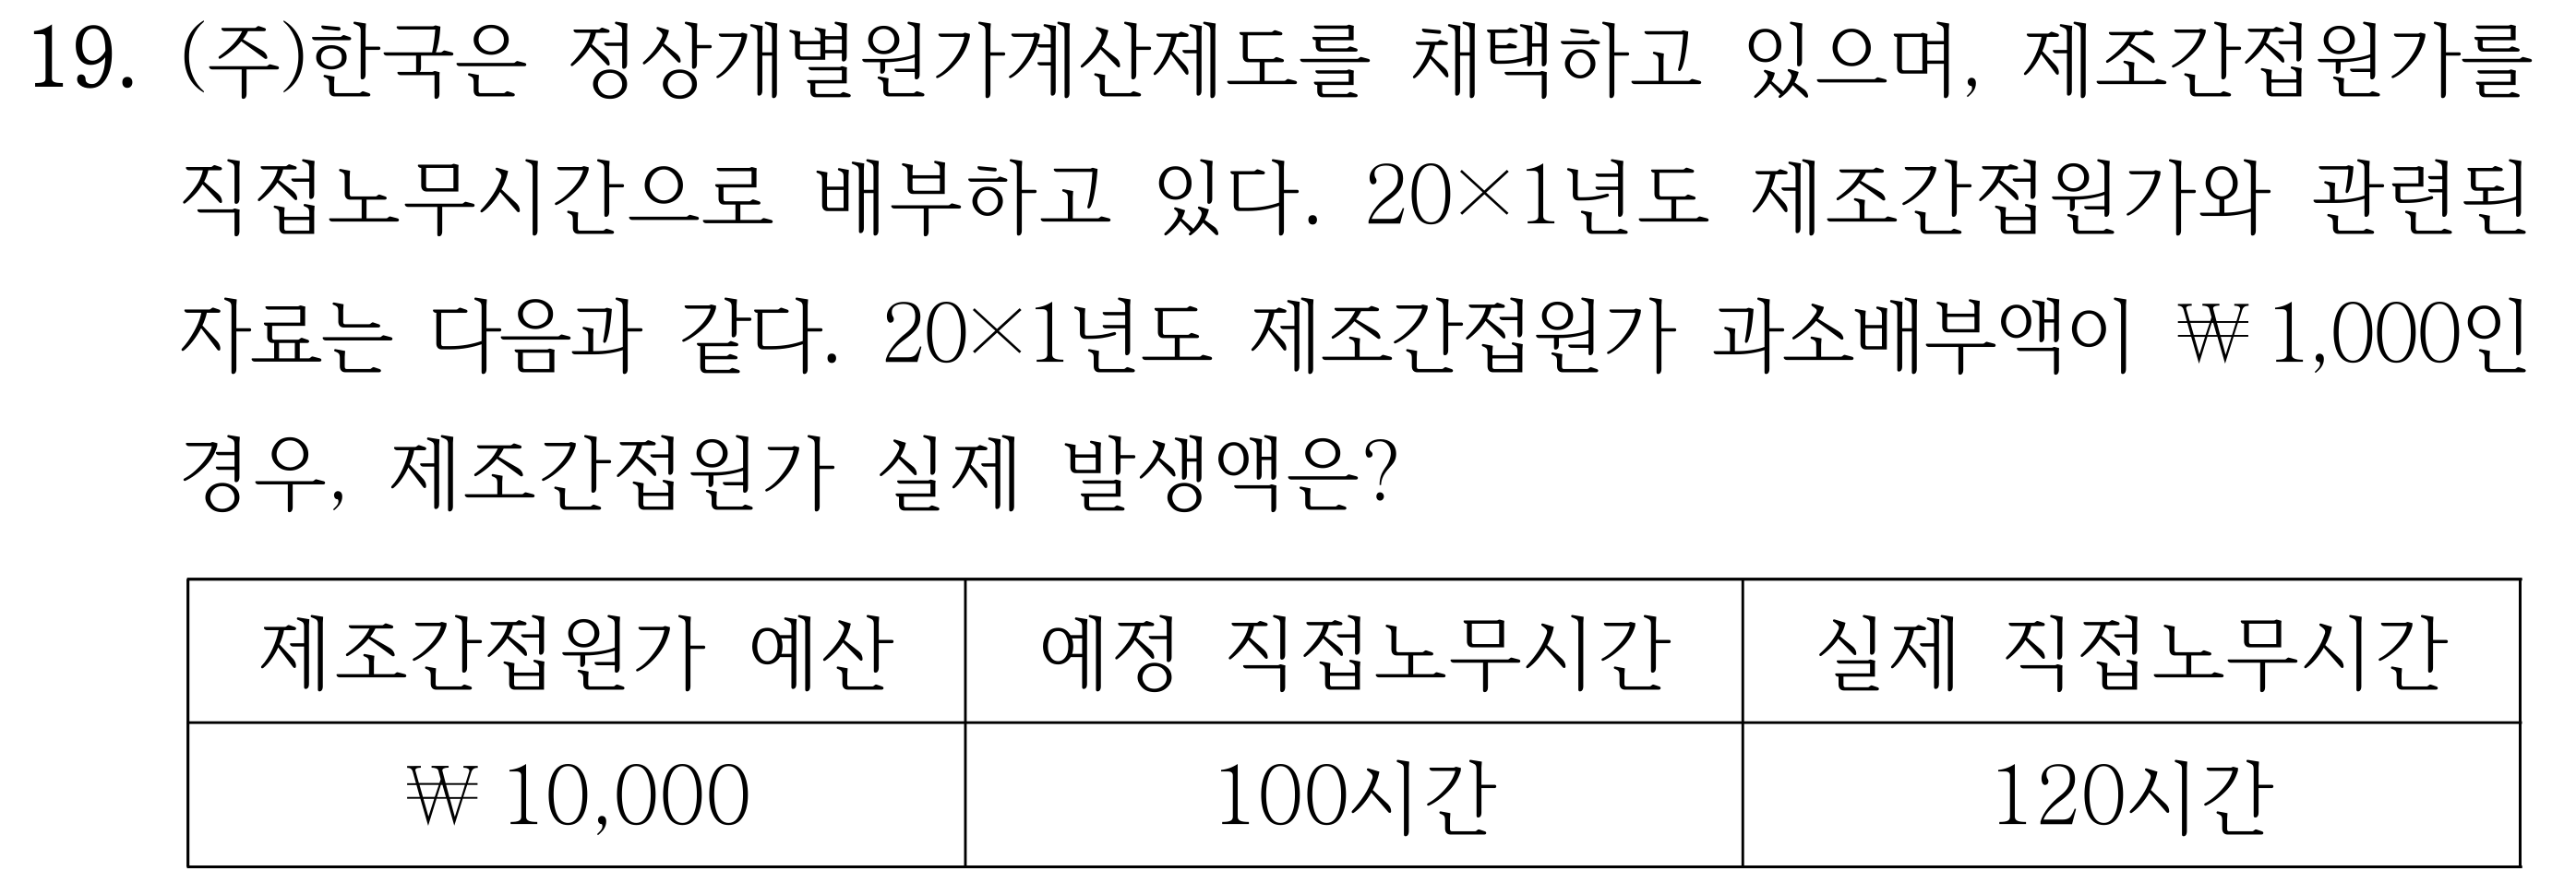 19. (주)한국은 정상개별원가계산제도를 채택하고 있으며, 제조간접원가를
직접노무시간으로 배부하고 있다. 20×1년도 제조간접원가와 관련된
자료는 다음과 같다. 20×1년도 제조간접원가 과소배부액이 ₩1,000인
경우, 제조간접원가 실제 발생액은?
제조간접원가 예산 예정 직접노무시간 실제 직접노무시간
₩10,000 100시간 120시간